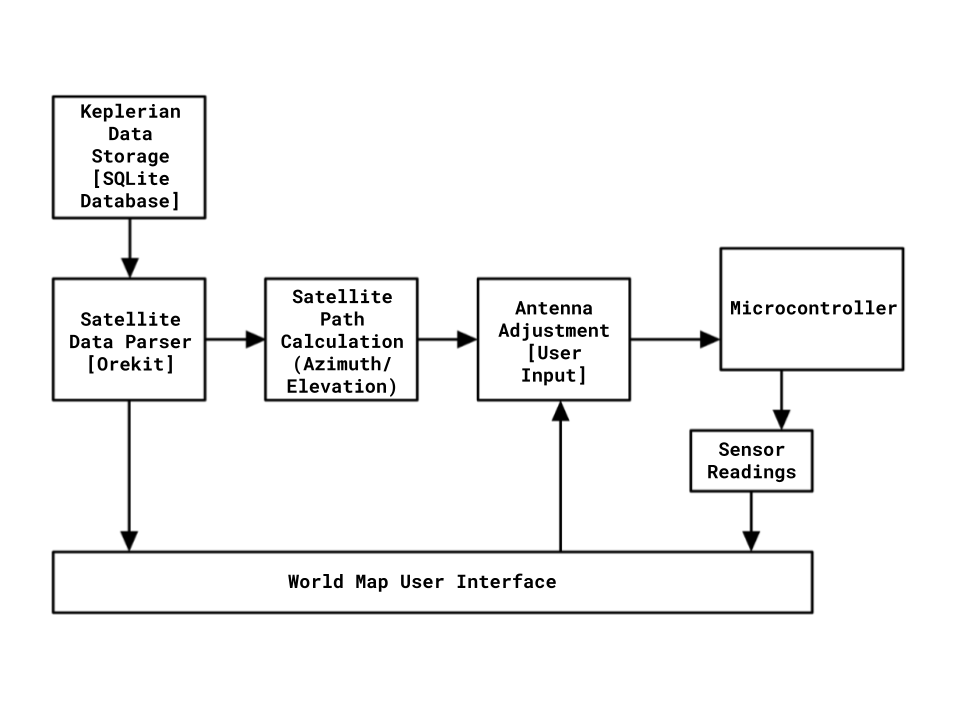 Keplerian
Data
Storage
[SQLite
Database]
Satellite
Data Parser
[Orekit]
Satellite
Path
Calculation
(Azimuth/
Elevation)
Antenna
Adjustment
[User
Input]
Microcontroller
Sensor
Readings
World Map User Interface